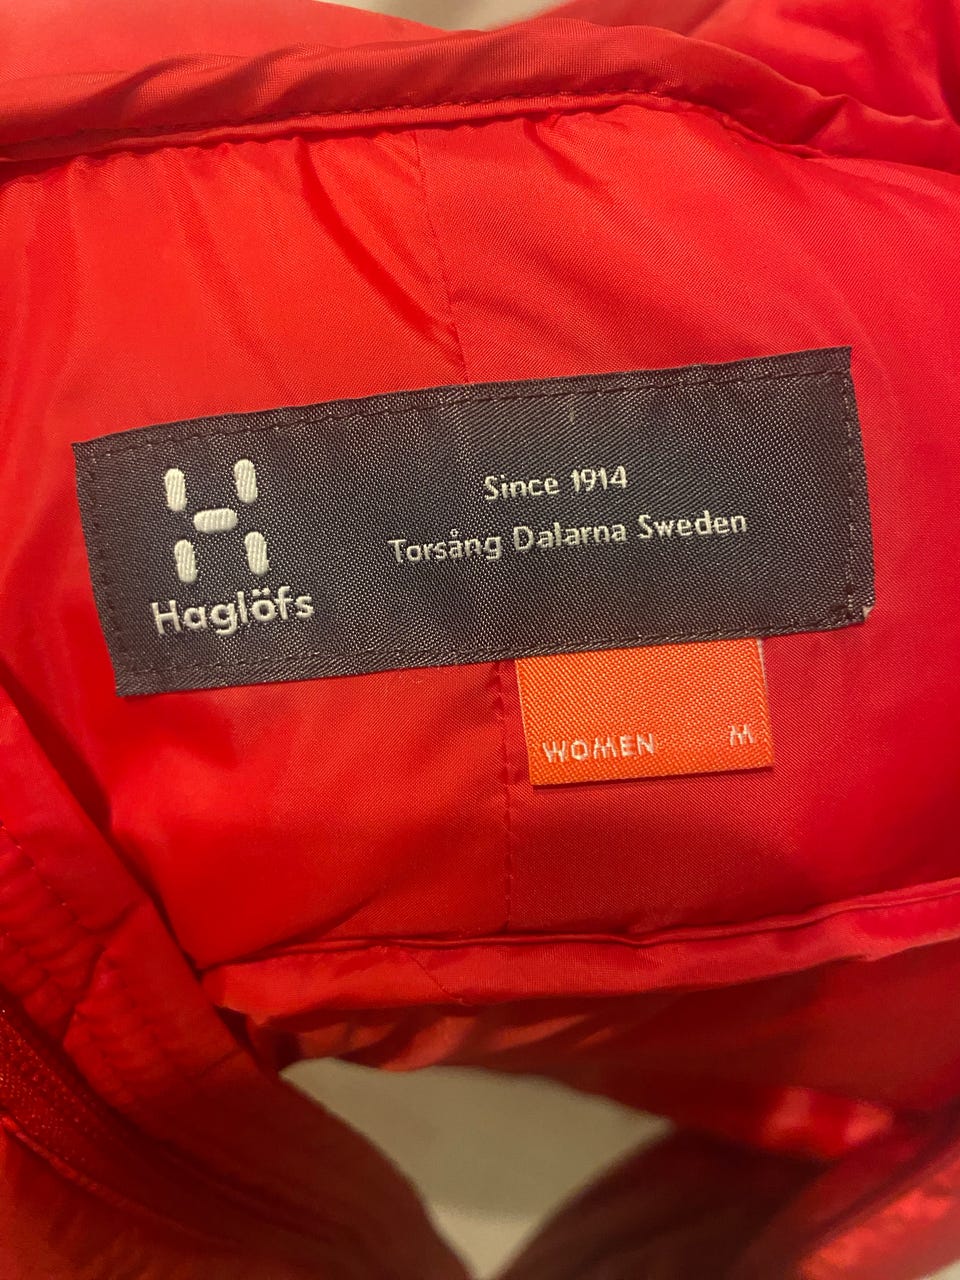 Haglöfs
Since 1914
Torsång Dalarna Sweden
WOMEN M